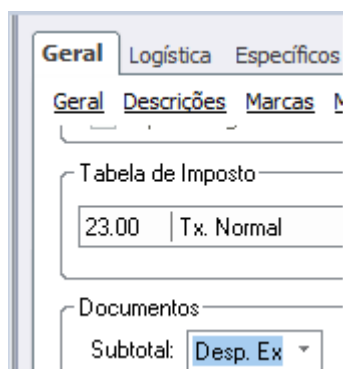 Geral Logística Específicos
Geral Descrições Marcas
Tabela de Imposto
23.00 Tx. Normal
Documentos
Subtotal: Desp. Ex